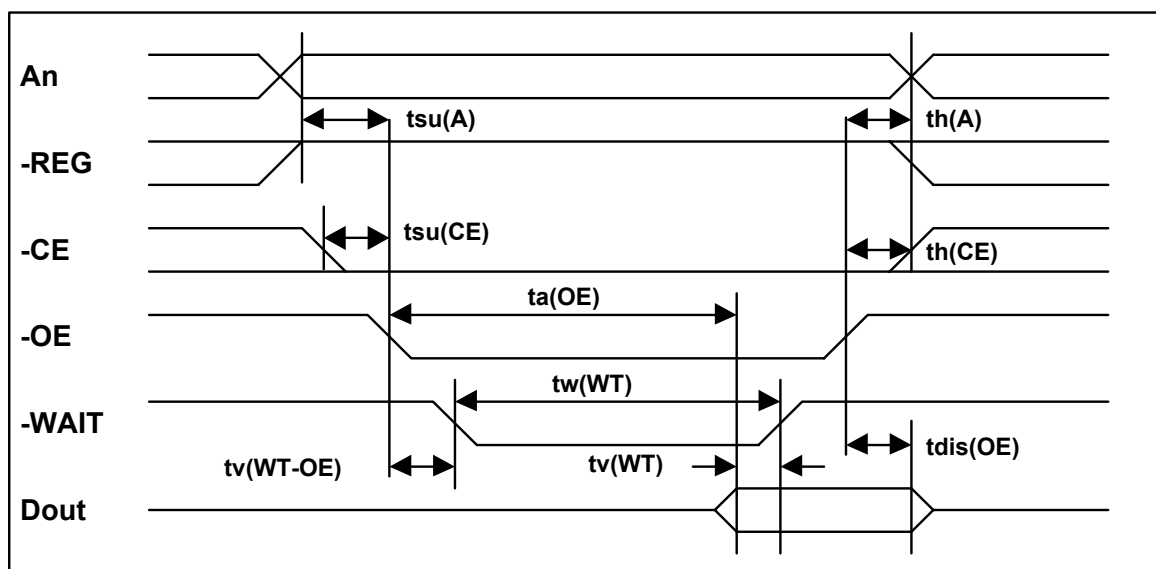 An
tsu(A) th(A)
-REG
tsu(CE) th(CE)
-CE
ta(OE)
-OE
tw(WT)
-WAIT
tv(WT-OE) tv(WT) tdis(OE)
Dout